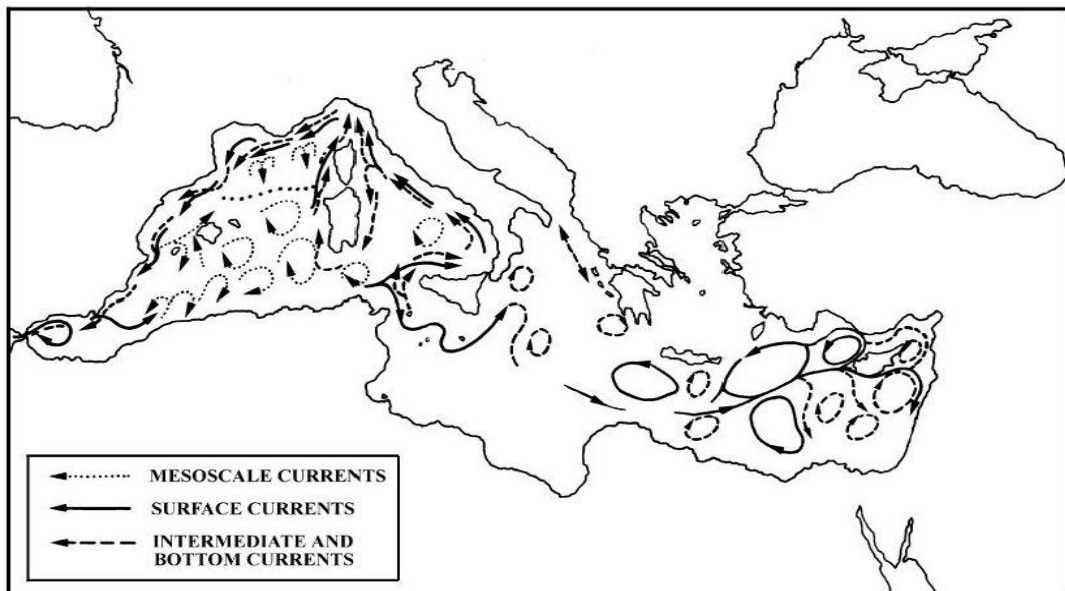 MESOSCALE CURRENTS
SURFACE CURRENTS
INTERMEDIATE AND
BOTTOM CURRENTS